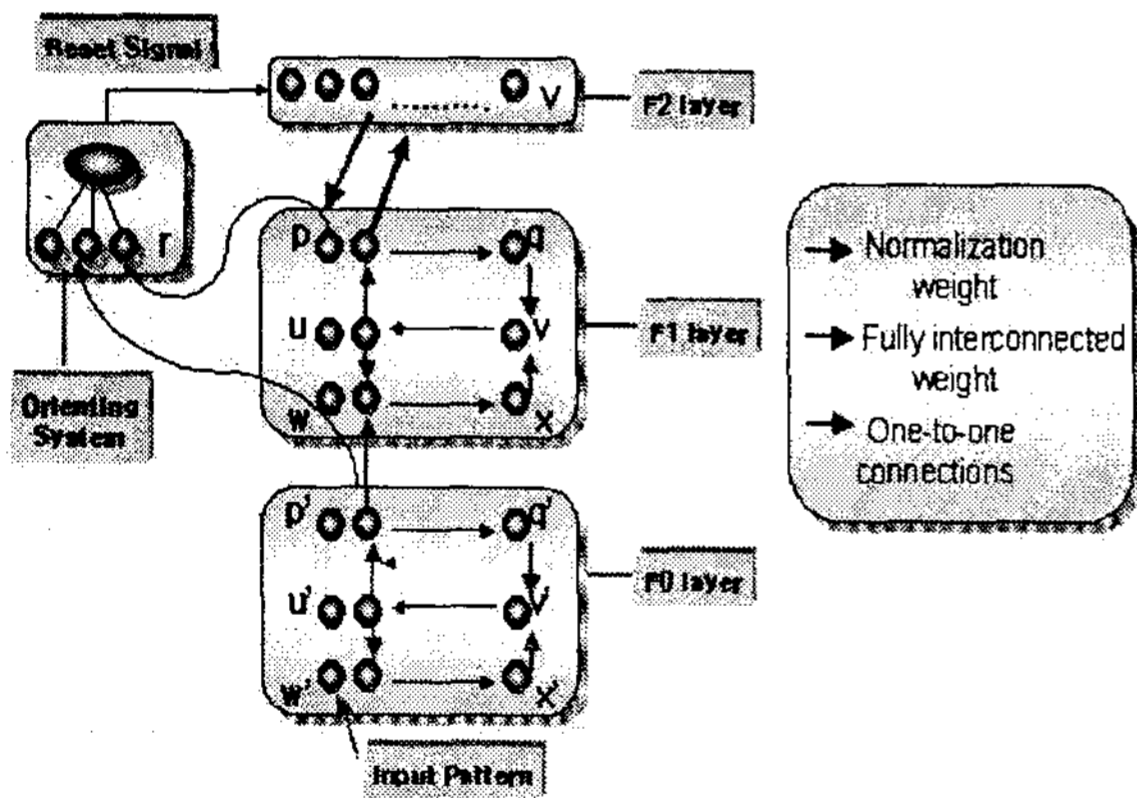 Reset Signal
V
F2 layer
r
p
q
u
v
F1 layer
w
x
Orienting
System
Normalization
weight
Fully interconnected
weight
One-to-one
connections
p'
q'
u'
v'
F0 layer
w'
x'
Input Pattern